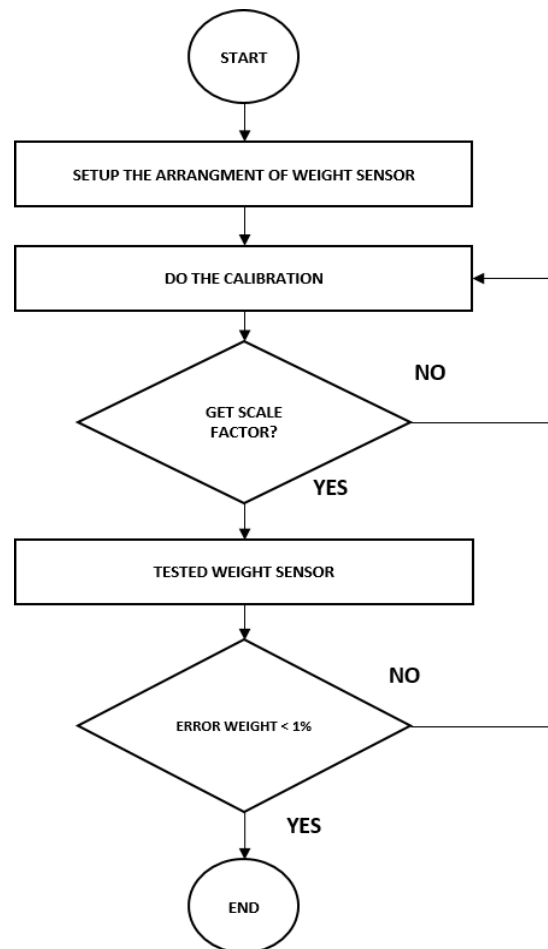 START
SETUP THE ARRANGMENT OF WEIGHT SENSOR
DO THE CALIBRATION
NO
GET SCALE
FACTOR?
YES
TESTED WEIGHT SENSOR
NO
ERROR WEIGHT < 1%
YES
END